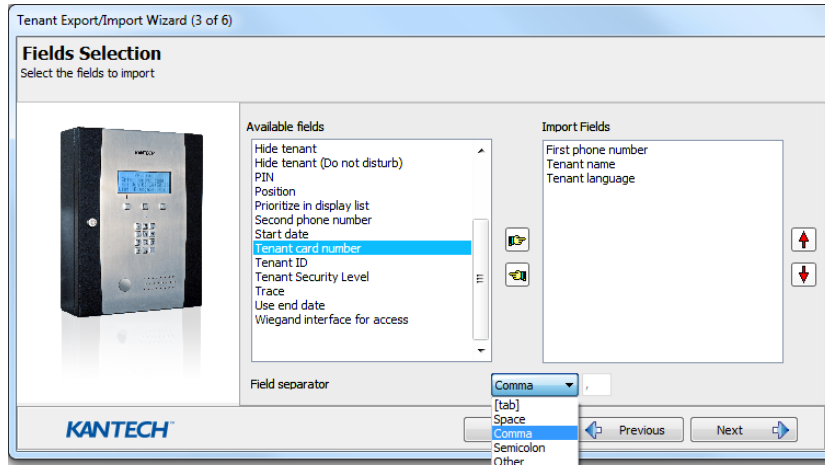 Tenant Export/Import Wizard (3 of 6)
Fields Selection
Select the fields to import
Available fields
Hide tenant
Hide tenant (Do not disturb)
PIN
Position
Prioritize in display list
Second phone number
Start date
Tenant card number
Tenant ID
Tenant Security Level
Trace
Use end date
Wiegand interface for access
Import Fields
First phone number
Tenant name
Tenant language
Field separator
Comma
,
[tab]
Space
Comma
Semicolon
Other
KANTECH
Previous
Next